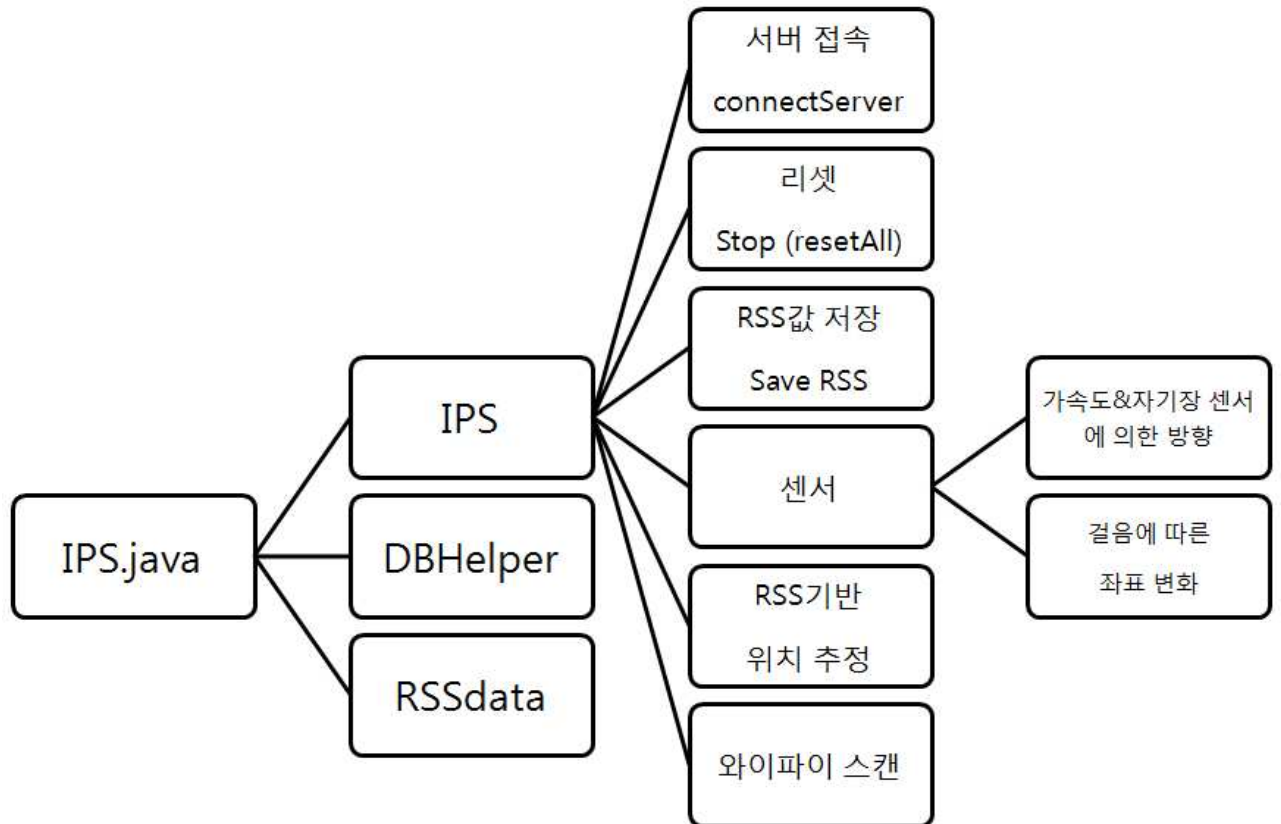 IPS.java
IPS
DBHelper
RSSdata
서버 접속
connectServer
리셋
Stop (resetAll)
RSS값 저장
Save RSS
센서
RSS기반
위치 추정
와이파이 스캔
가속도&자기장 센서
에 의한 방향
걸음에 따른
좌표 변화